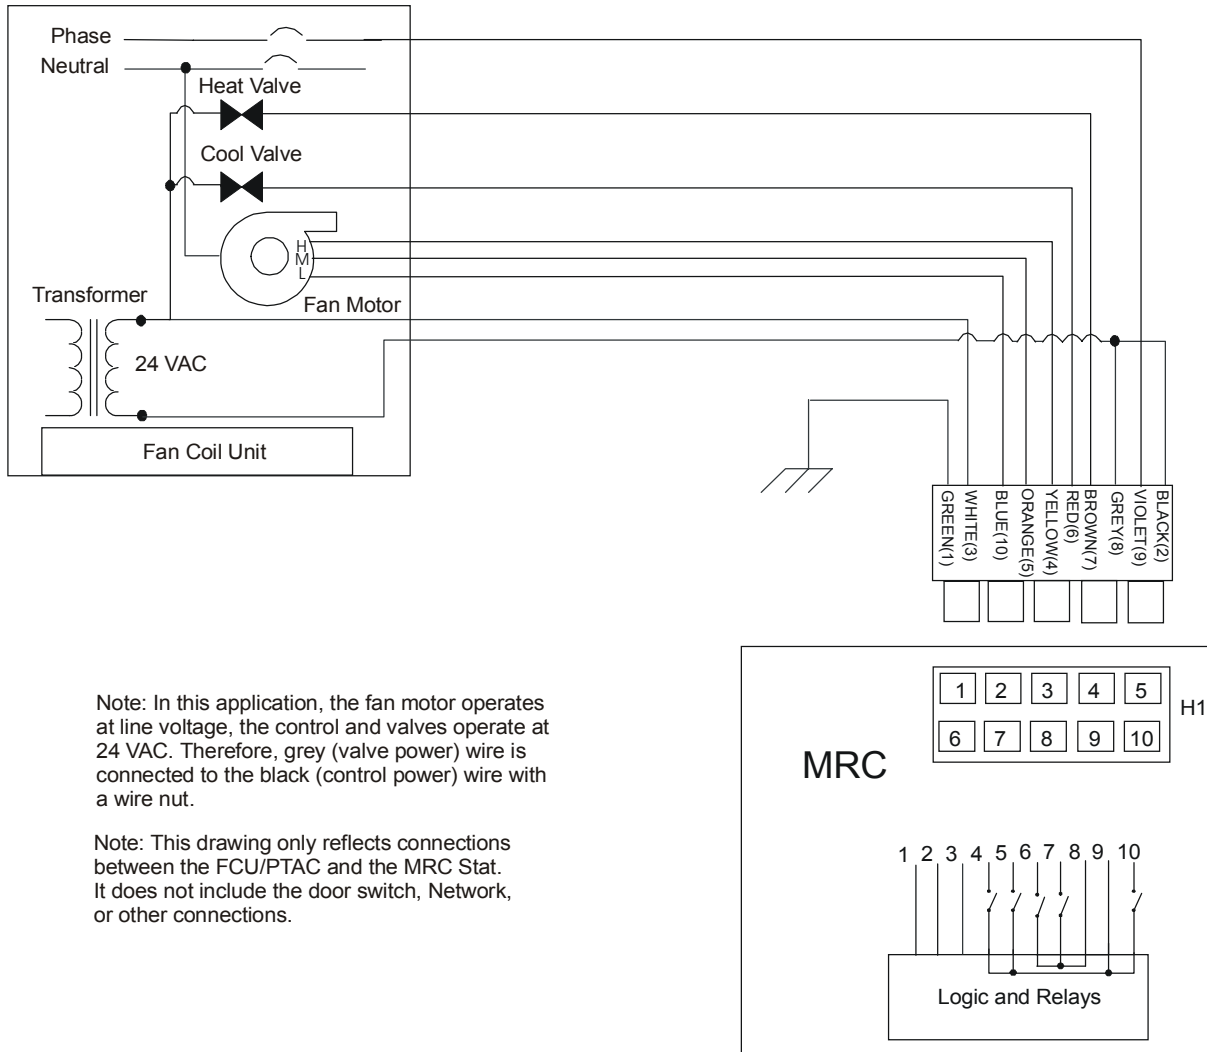 Phase
Neutral
Heat Valve
Cool Valve
H
M
L
Fan Motor
Transformer
24 VAC
Fan Coil Unit
GREEN(1)
WHITE(3)
BLUE(10)
ORANGE(5)
YELLOW(4)
RED(6)
BROWN(7)
GREY(8)
VIOLET(9)
BLACK(2)
Note: In this application, the fan motor operates
at line voltage, the control and valves operate at
24 VAC. Therefore, grey (valve power) wire is
connected to the black (control power) wire with
a wire nut.
Note: This drawing only reflects connections
between the FCU/PTAC and the MRC Stat.
It does not include the door switch, Network,
or other connections.
1 2 3 4 5
H1
6 7 8 9 10
MRC
1 2 3 4 5 6 7 8 9 10
Logic and Relays